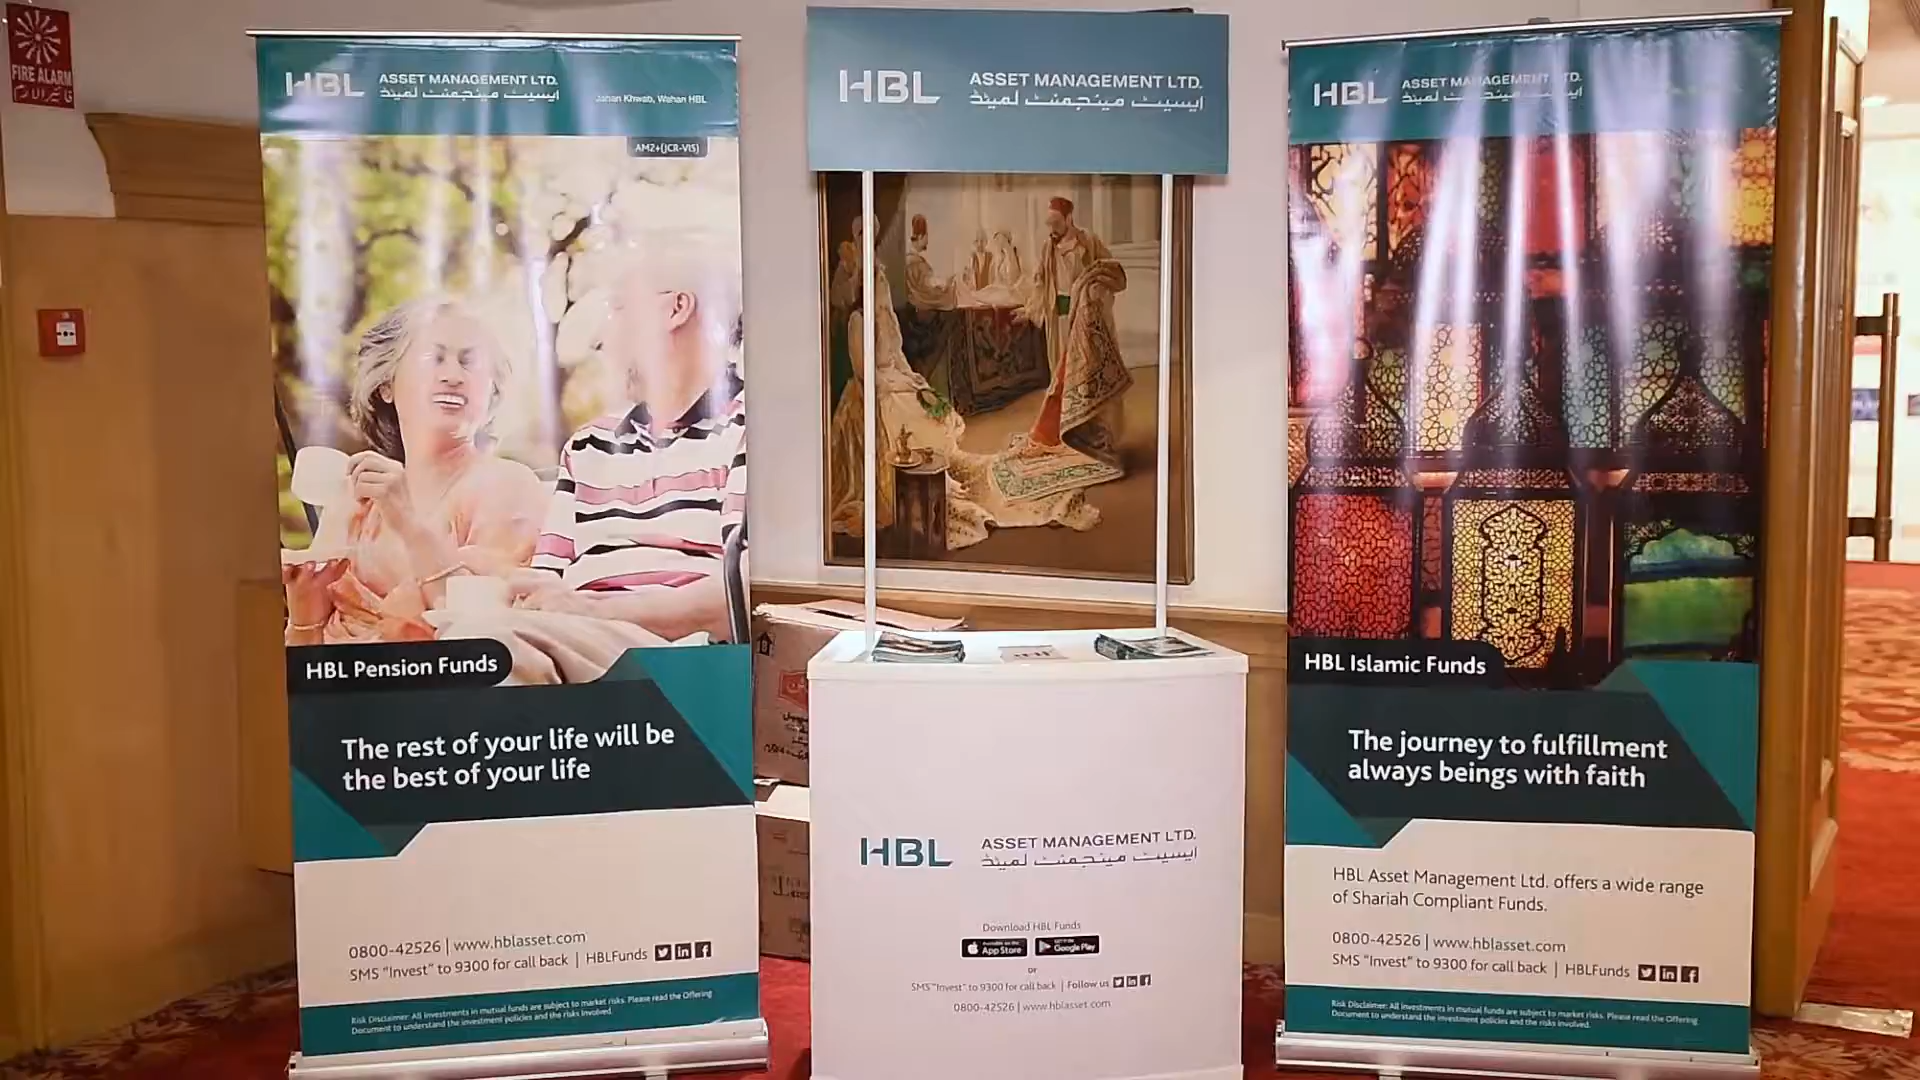 FIRE ALARM
فائر الارم
HBL ASSET MANAGEMENT LTD.
ایسیٹ مینجمنٹ لمیٹڈ
Jahan Khwab, Wahan HBL
AM2+(JCR-VIS)
HBL Pension Funds
The rest of your life will be
the best of your life
0800-42526 | www.hblasset.com
SMS "Invest" to 9300 for call back | HBLFunds
Risk Disclaimer: All investments in mutual funds are subject to market risks. Please read the Offering
Document to understand the investment policies and the risks involved.
HBL ASSET MANAGEMENT LTD.
ایسیٹ مینجمنٹ لمیٹڈ
HBL ASSET MANAGEMENT LTD.
ایسیٹ مینجمنٹ لمیٹڈ
Download HBL Funds
Available on the App Store
GET IT ON Google Play
or
SMS "Invest" to 9300 for call back | Follow us
0800-42526 | www.hblasset.com
HBL ASSET MANAGEMENT LTD.
ایسیٹ مینجمنٹ لمیٹڈ
HBL Islamic Funds
The journey to fulfillment
always beings with faith
HBL Asset Management Ltd. offers a wide range
of Shariah Compliant Funds.
0800-42526 | www.hblasset.com
SMS "Invest" to 9300 for call back | HBLFunds
Risk Disclaimer: All investments in mutual funds are subject to market risks. Please read the Offering
Document to understand the investment policies and the risks involved.